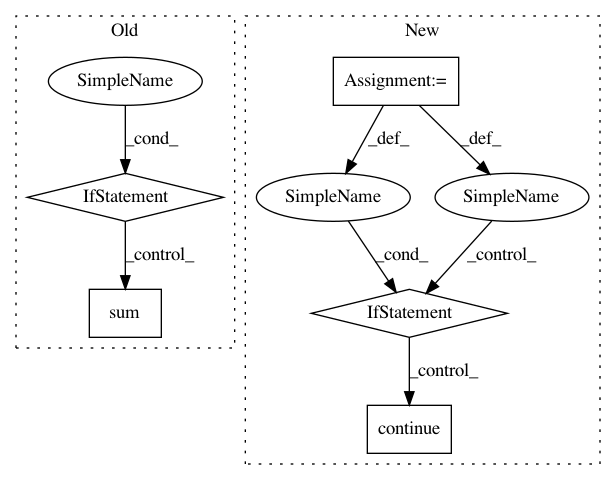 Old
SimpleName
_cond_
IfStatement
_control_
sum
New
Assignment:=
_def_
_def_
SimpleName
SimpleName
_cond_
_control_
IfStatement
_control_
continue